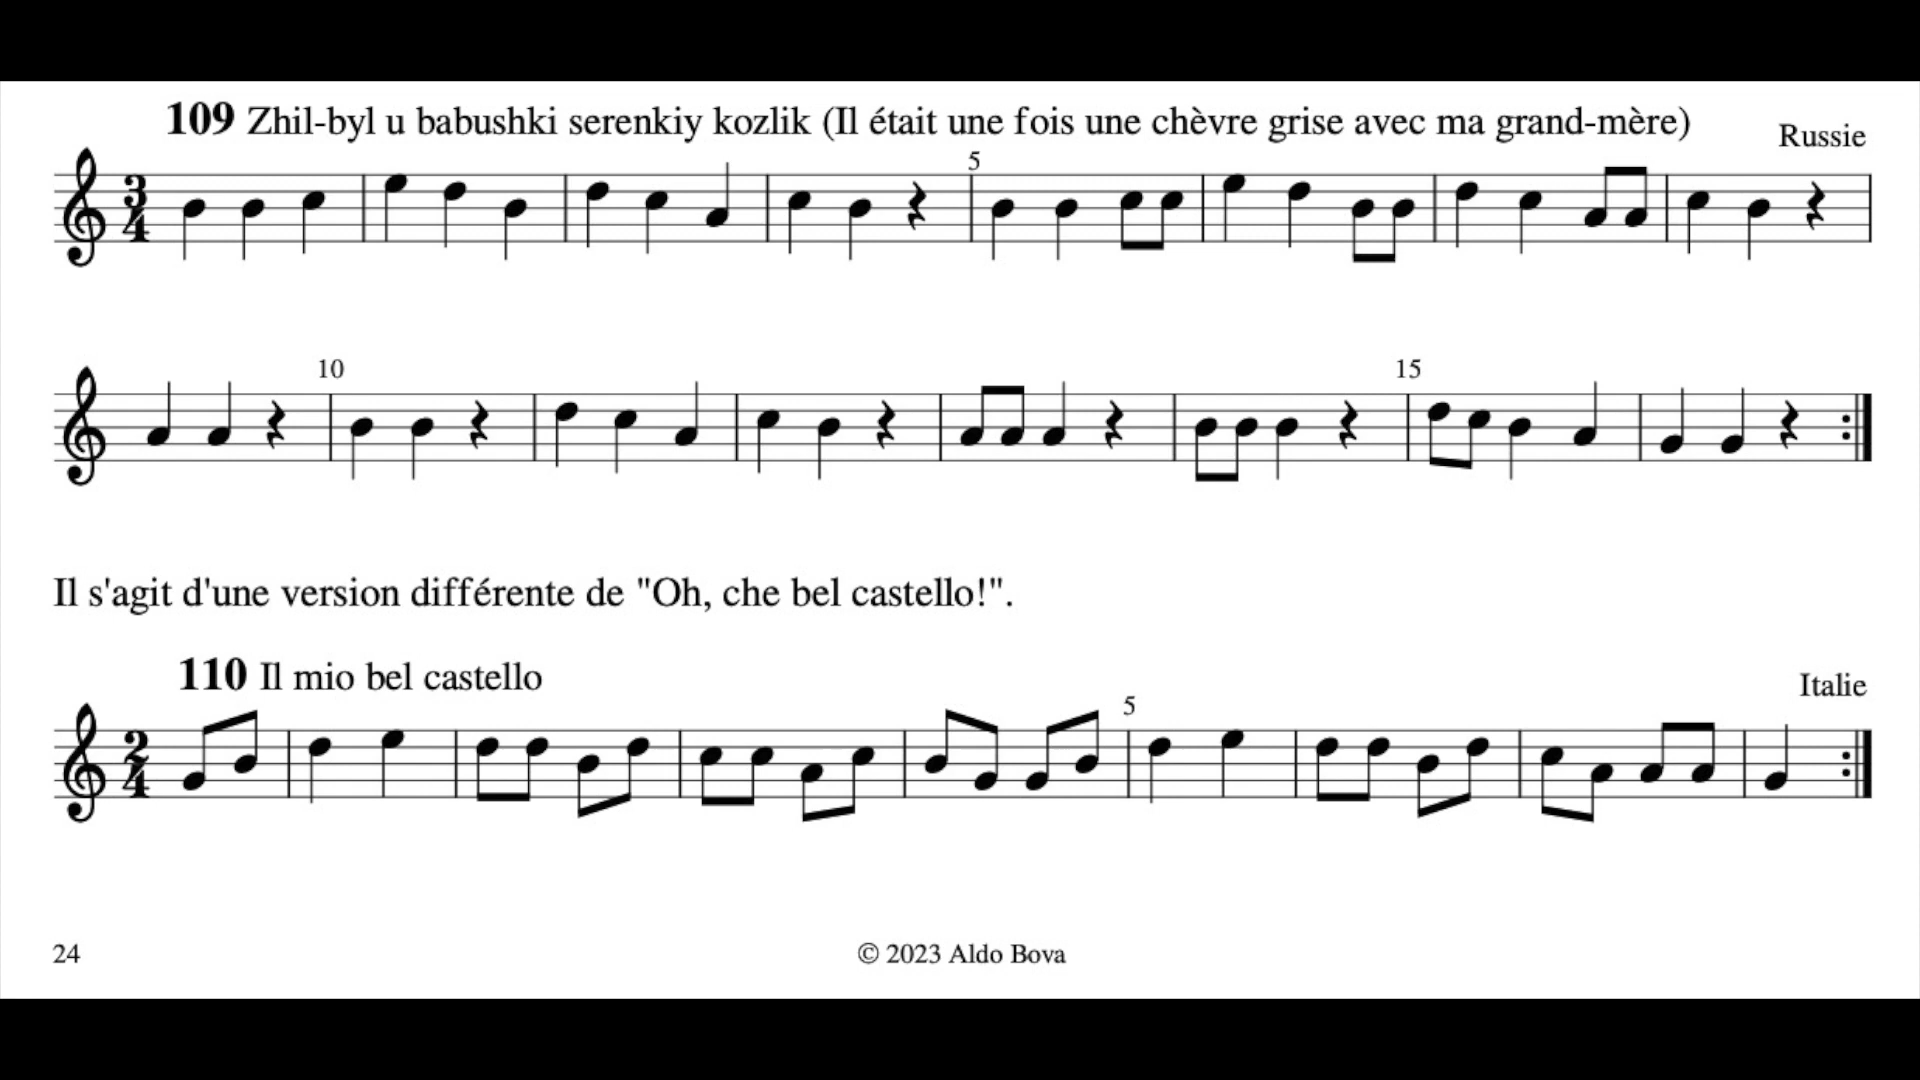 109 Zhil-byl u babushki serenkiy kozlik (Il était une fois une chèvre grise avec ma grand-mère)
Russie
3
4
5
10
15
Il s'agit d'une version différente de "Oh, che bel castello!".
110 Il mio bel castello
Italie
2
4
5
24
© 2023 Aldo Bova